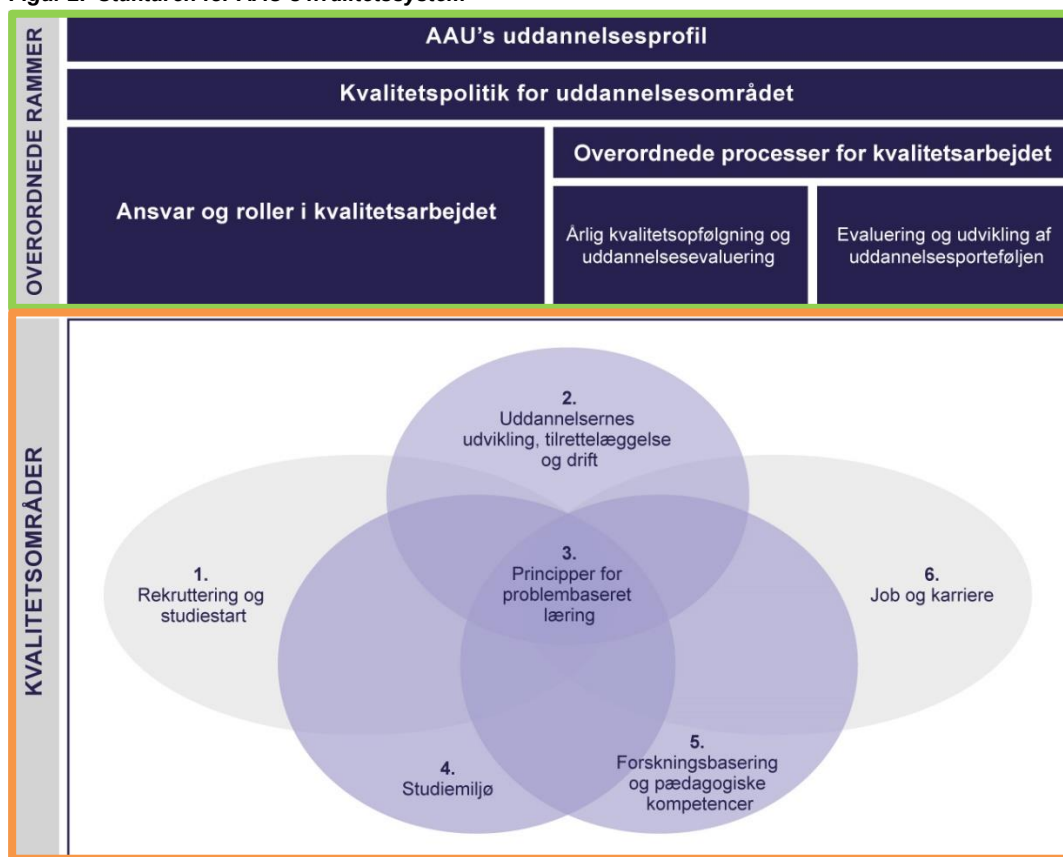 OVERORDNEDE RAMMER
AAU's uddannelsesprofil
Kvalitetspolitik for uddannelsesområdet
Ansvar og roller i kvalitetsarbejdet
Overordnede processer for kvalitetsarbejdet
Årlig kvalitetsopfølgning og
uddannelsesevaluering
Evaluering og udvikling af
uddannelsesporteføljen
KVALITETSOMRÅDER
1.
Rekruttering og
studiestart
2.
Uddannelsernes
udvikling, tilrettelæggelse
og drift
3.
Principper for
problembaseret
læring
4.
Studiemiljø
5.
Forskningsbasering
og pædagogiske
kompetencer
6.
Job og karriere